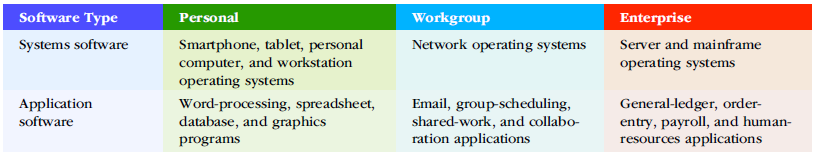 Software Type Personal Workgroup Enterprise
Systems software
Smartphone, tablet, personal
computer, and workstation
operating systems
Network operating systems
Server and mainframe
operating systems
Application
software
Word-processing, spreadsheet,
database, and graphics
programs
Email, group-scheduling,
shared-work, and collabo-
ration applications
General-ledger, order-
entry, payroll, and human-
resources applications